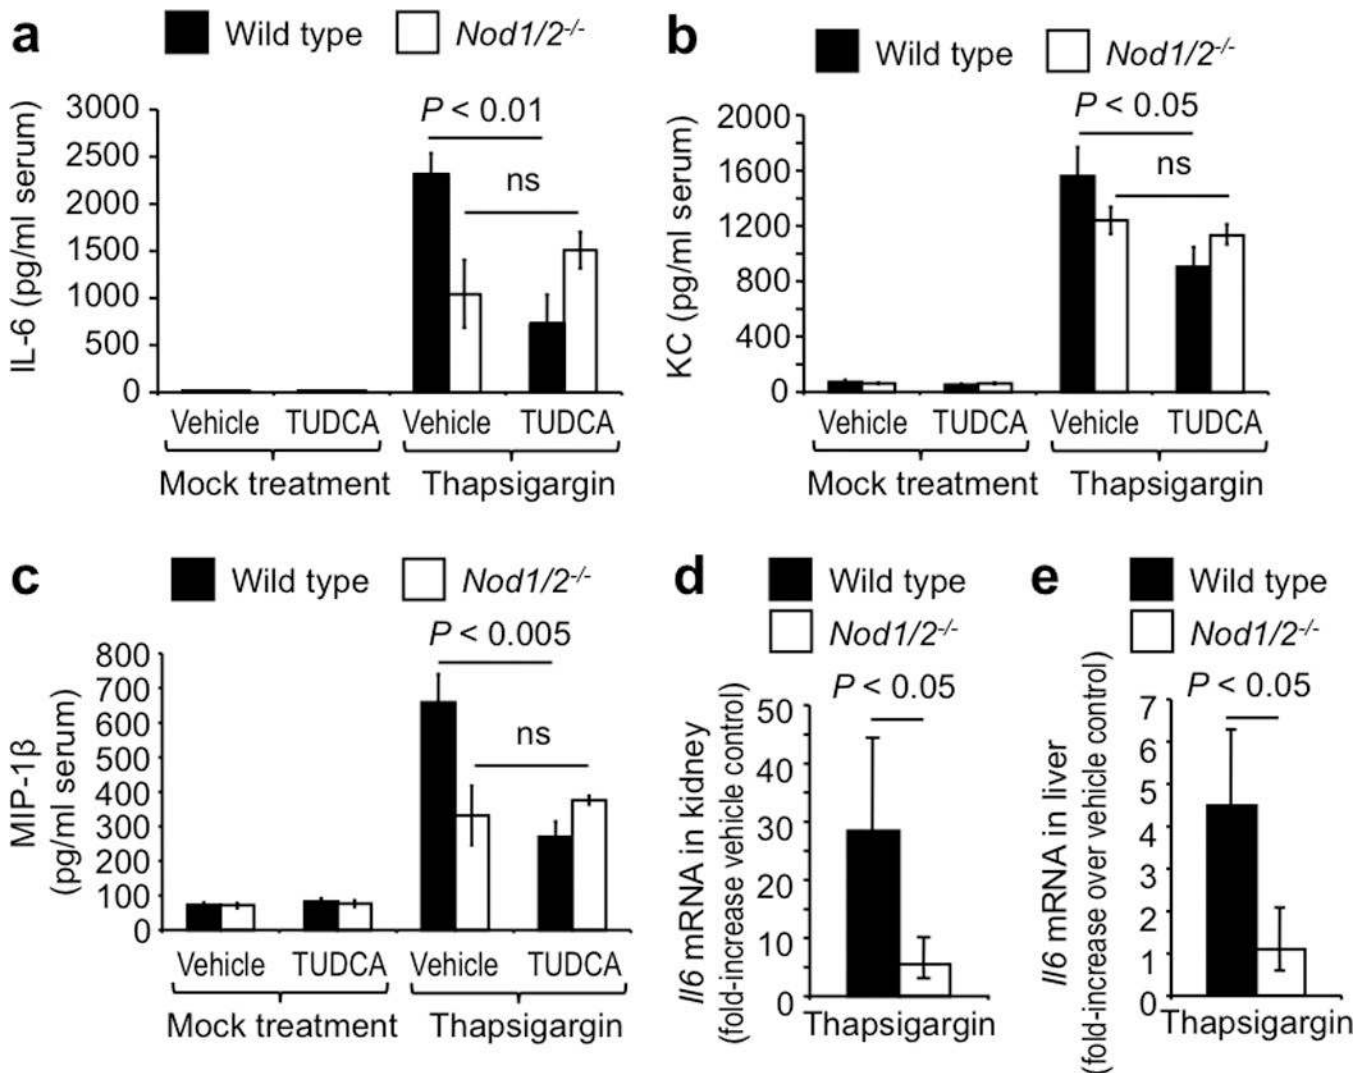 a
Wild type
Nod1/2-/-
IL-6 (pg/ml serum)
3000
2500
2000
1500
1000
500
0
P < 0.01
ns
Vehicle TUDCA Vehicle TUDCA
Mock treatment Thapsigargin
b
Wild type
Nod1/2-/-
KC (pg/ml serum)
2000
1600
1200
800
400
0
P < 0.05
ns
Vehicle TUDCA Vehicle TUDCA
Mock treatment Thapsigargin
c
Wild type
Nod1/2-/-
MIP-1β
(pg/ml serum)
800
700
600
500
400
300
200
100
0
P < 0.005
ns
Vehicle TUDCA Vehicle TUDCA
Mock treatment Thapsigargin
d
Wild type
Nod1/2-/-
Il6 mRNA in kidney
(fold-increase vehicle control)
50
40
30
20
10
0
P < 0.05
Thapsigargin
e
Wild type
Nod1/2-/-
Il6 mRNA in liver
(fold-increase over vehicle control)
7
6
5
4
3
2
1
0
P < 0.05
Thapsigargin